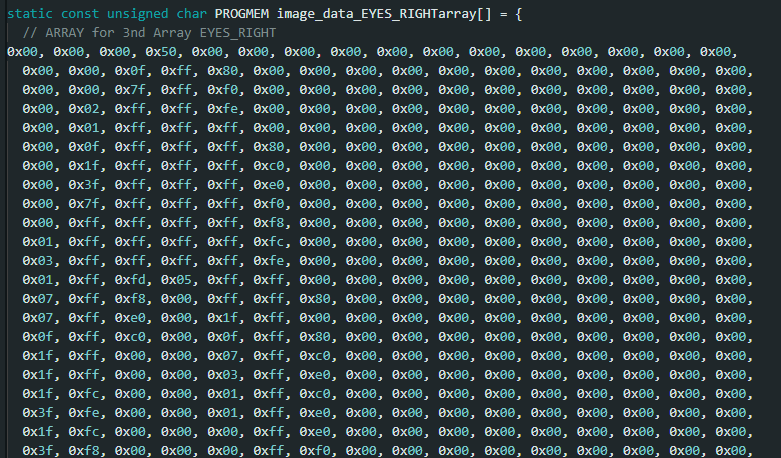 static const unsigned char PROGMEM image_data_EYES_RIGHTarray[] = {
// ARRAY for 3nd Array EYES_RIGHT
0x00, 0x00, 0x00, 0x50, 0x00, 0x00, 0x00, 0x00, 0x00, 0x00, 0x00, 0x00, 0x00, 0x00, 0x00, 0x00,
0x00, 0x00, 0x0f, 0xff, 0x80, 0x00, 0x00, 0x00, 0x00, 0x00, 0x00, 0x00, 0x00, 0x00, 0x00, 0x00,
0x00, 0x00, 0x7f, 0xff, 0xf0, 0x00, 0x00, 0x00, 0x00, 0x00, 0x00, 0x00, 0x00, 0x00, 0x00, 0x00,
0x00, 0x02, 0xff, 0xff, 0xfe, 0x00, 0x00, 0x00, 0x00, 0x00, 0x00, 0x00, 0x00, 0x00, 0x00, 0x00,
0x00, 0x01, 0xff, 0xff, 0xff, 0x00, 0x00, 0x00, 0x00, 0x00, 0x00, 0x00, 0x00, 0x00, 0x00, 0x00,
0x00, 0x0f, 0xff, 0xff, 0xff, 0x80, 0x00, 0x00, 0x00, 0x00, 0x00, 0x00, 0x00, 0x00, 0x00, 0x00,
0x00, 0x1f, 0xff, 0xff, 0xff, 0xc0, 0x00, 0x00, 0x00, 0x00, 0x00, 0x00, 0x00, 0x00, 0x00, 0x00,
0x00, 0x3f, 0xff, 0xff, 0xff, 0xe0, 0x00, 0x00, 0x00, 0x00, 0x00, 0x00, 0x00, 0x00, 0x00, 0x00,
0x00, 0x7f, 0xff, 0xff, 0xff, 0xf0, 0x00, 0x00, 0x00, 0x00, 0x00, 0x00, 0x00, 0x00, 0x00, 0x00,
0x00, 0xff, 0xff, 0xff, 0xff, 0xf8, 0x00, 0x00, 0x00, 0x00, 0x00, 0x00, 0x00, 0x00, 0x00, 0x00,
0x01, 0xff, 0xff, 0xff, 0xff, 0xfc, 0x00, 0x00, 0x00, 0x00, 0x00, 0x00, 0x00, 0x00, 0x00, 0x00,
0x03, 0xff, 0xff, 0xff, 0xff, 0xfe, 0x00, 0x00, 0x00, 0x00, 0x00, 0x00, 0x00, 0x00, 0x00, 0x00,
0x01, 0xff, 0xfd, 0x05, 0xff, 0xff, 0x00, 0x00, 0x00, 0x00, 0x00, 0x00, 0x00, 0x00, 0x00, 0x00,
0x07, 0xff, 0xf8, 0x00, 0xff, 0xff, 0x80, 0x00, 0x00, 0x00, 0x00, 0x00, 0x00, 0x00, 0x00, 0x00,
0x07, 0xff, 0xe0, 0x00, 0x1f, 0xff, 0x00, 0x00, 0x00, 0x00, 0x00, 0x00, 0x00, 0x00, 0x00, 0x00,
0x0f, 0xff, 0xc0, 0x00, 0x0f, 0xff, 0x80, 0x00, 0x00, 0x00, 0x00, 0x00, 0x00, 0x00, 0x00, 0x00,
0x1f, 0xff, 0x00, 0x00, 0x07, 0xff, 0xc0, 0x00, 0x00, 0x00, 0x00, 0x00, 0x00, 0x00, 0x00, 0x00,
0x1f, 0xff, 0x00, 0x00, 0x03, 0xff, 0xe0, 0x00, 0x00, 0x00, 0x00, 0x00, 0x00, 0x00, 0x00, 0x00,
0x1f, 0xfc, 0x00, 0x00, 0x01, 0xff, 0xc0, 0x00, 0x00, 0x00, 0x00, 0x00, 0x00, 0x00, 0x00, 0x00,
0x3f, 0xfe, 0x00, 0x00, 0x01, 0xff, 0xe0, 0x00, 0x00, 0x00, 0x00, 0x00, 0x00, 0x00, 0x00, 0x00,
0x1f, 0xfc, 0x00, 0x00, 0x00, 0xff, 0xe0, 0x00, 0x00, 0x00, 0x00, 0x00, 0x00, 0x00, 0x00, 0x00,
0x3f, 0xf8, 0x00, 0x00, 0x00, 0xff, 0xf0, 0x00, 0x00, 0x00, 0x00, 0x00, 0x00, 0x00, 0x00, 0x00,